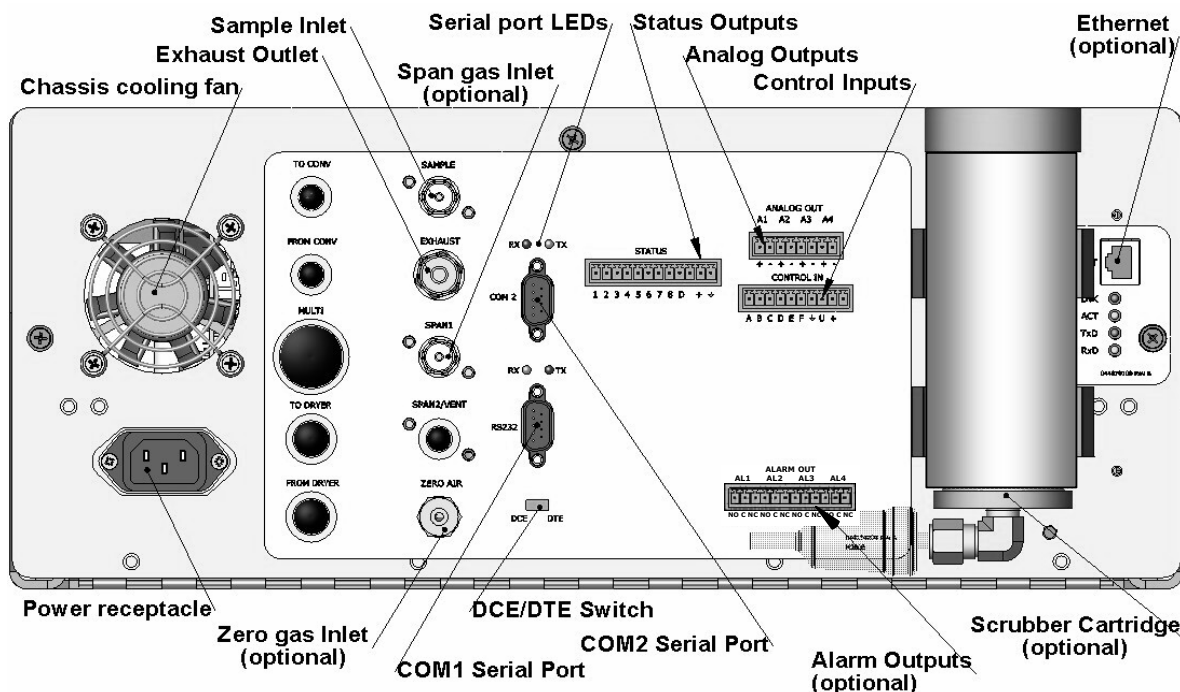 Sample Inlet
Serial port LEDs
Status Outputs
Ethernet
(optional)
Exhaust Outlet
Span gas Inlet
(optional)
Analog Outputs
Chassis cooling fan
Control Inputs
TO CONV
SAMPLE
ANALOG OUT
A1 A2 A3 A4
FROM CONV
EXHAUST
RX TX
STATUS
+ - + - + - + -
CONTROL IN
COM 2
1 2 3 4 5 6 7 8 D +
A B C D E F U +
ACT
TxD
RxD
MULTI
SPAN1
RX TX
TO DRYER
SPAN2/VENT
RS232
FROM DRYER
ZERO AIR
DCE DTE
ALARM OUT
AL1 AL2 AL3 AL4
NO C NC NO C NC NO C NC NO C NC
Power receptacle
Zero gas Inlet
(optional)
DCE/DTE Switch
COM1 Serial Port
COM2 Serial Port
Alarm Outputs
(optional)
Scrubber Cartridge
(optional)